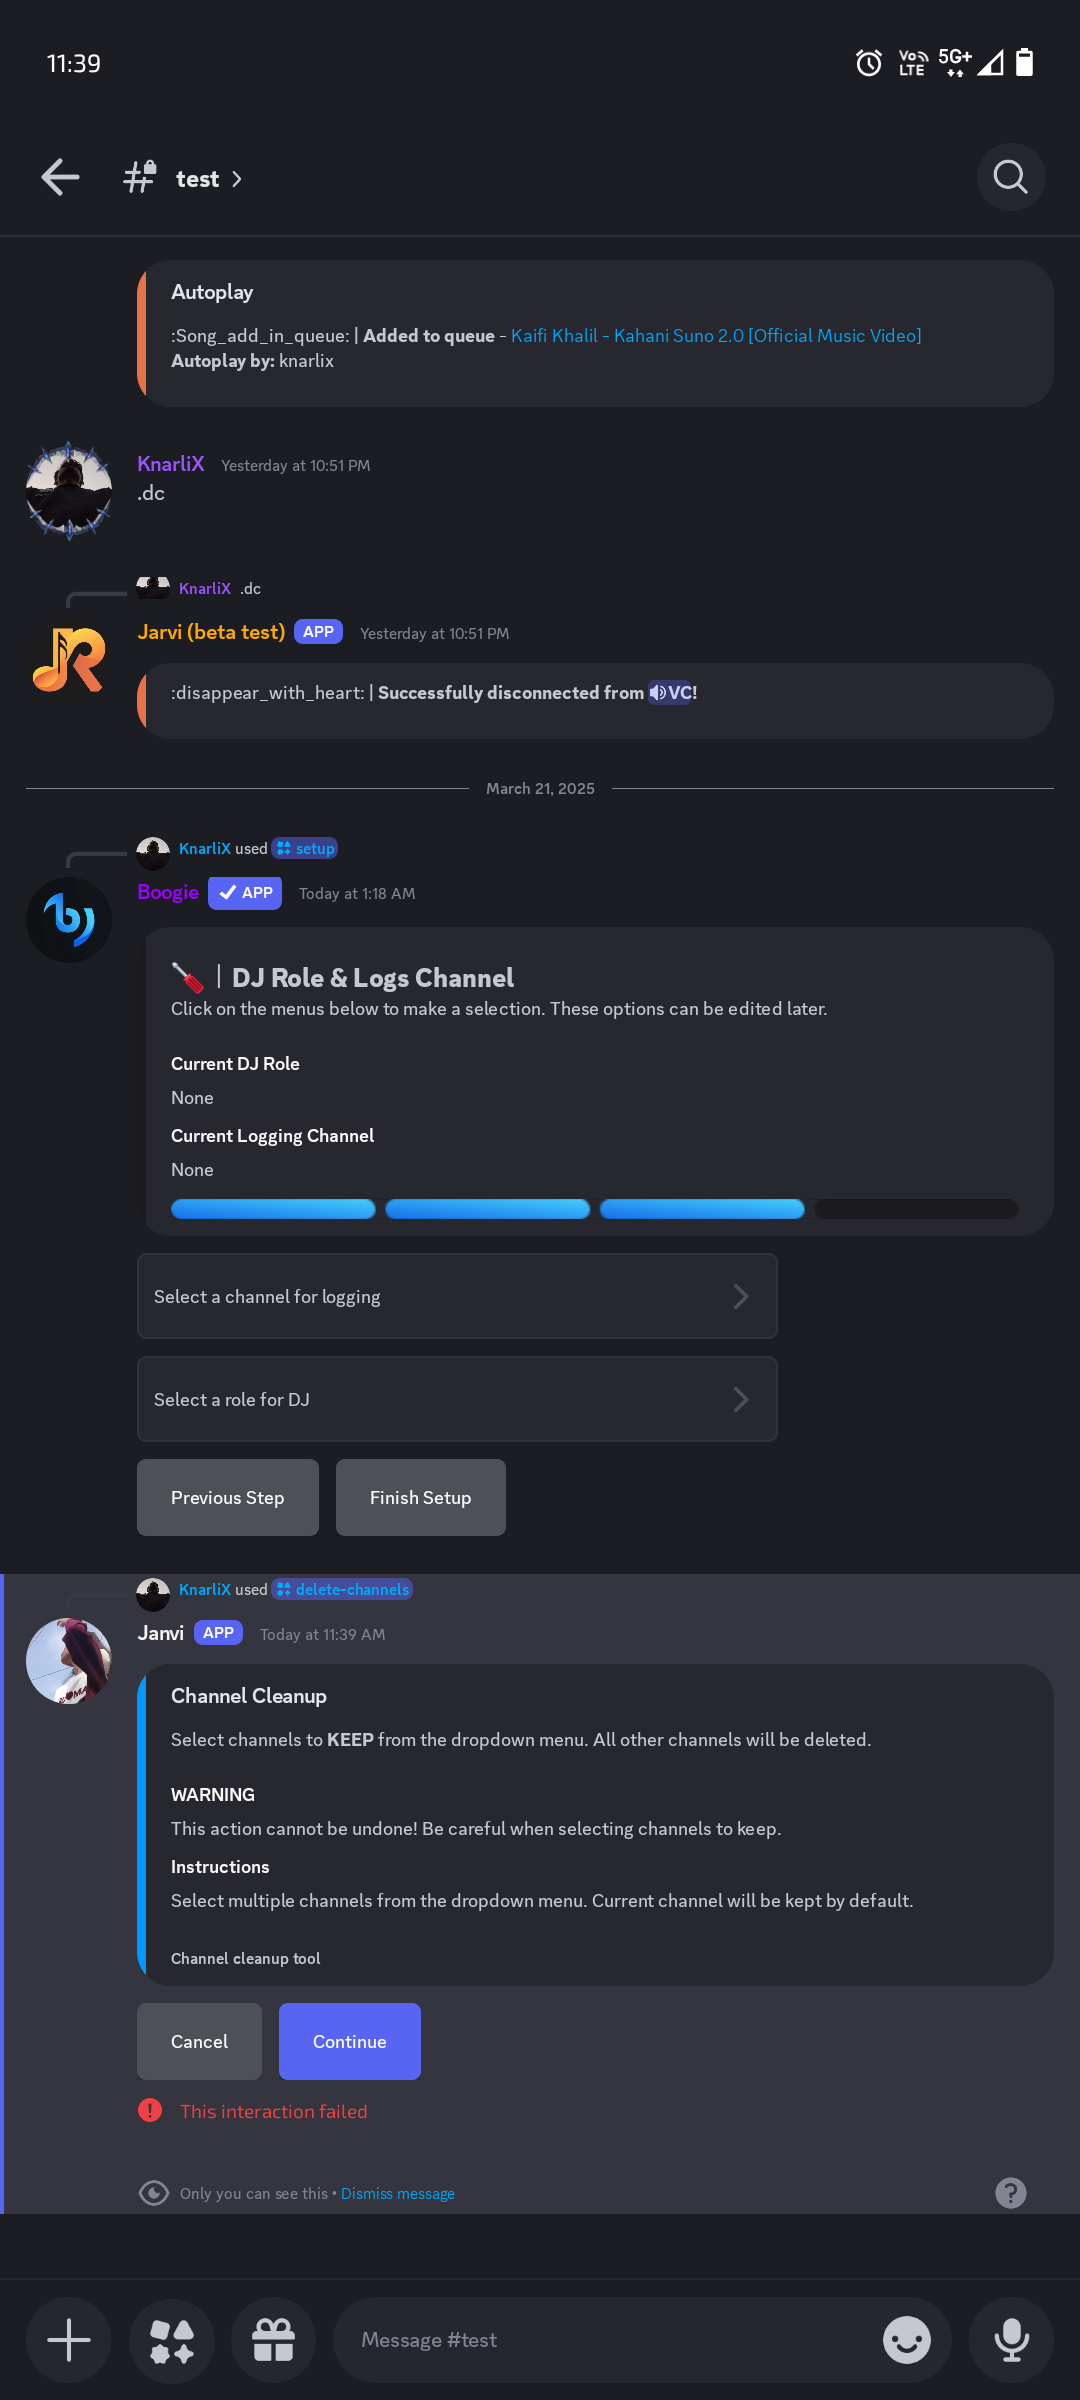 11:39
Vo LTE 5G+
test
Autoplay
:Song_add_in_queue: | Added to queue - Kaifi Khalil - Kahani Suno 2.0 [Official Music Video]
Autoplay by: knarlix
KnarliX Yesterday at 10:51 PM
.dc
KnarliX .dc
Jarvi (beta test) APP Yesterday at 10:51 PM
:disappear_with_heart: | Successfully disconnected from VC!
March 21, 2025
KnarliX used setup
Boogie APP Today at 1:18 AM
| DJ Role & Logs Channel
Click on the menus below to make a selection. These options can be edited later.
Current DJ Role
None
Current Logging Channel
None
Select a channel for logging
Select a role for DJ
Previous Step Finish Setup
KnarliX used delete-channels
Janvi APP Today at 11:39 AM
Channel Cleanup
Select channels to KEEP from the dropdown menu. All other channels will be deleted.
WARNING
This action cannot be undone! Be careful when selecting channels to keep.
Instructions
Select multiple channels from the dropdown menu. Current channel will be kept by default.
Channel cleanup tool
Cancel Continue
This interaction failed
Only you can see this • Dismiss message
Message #test